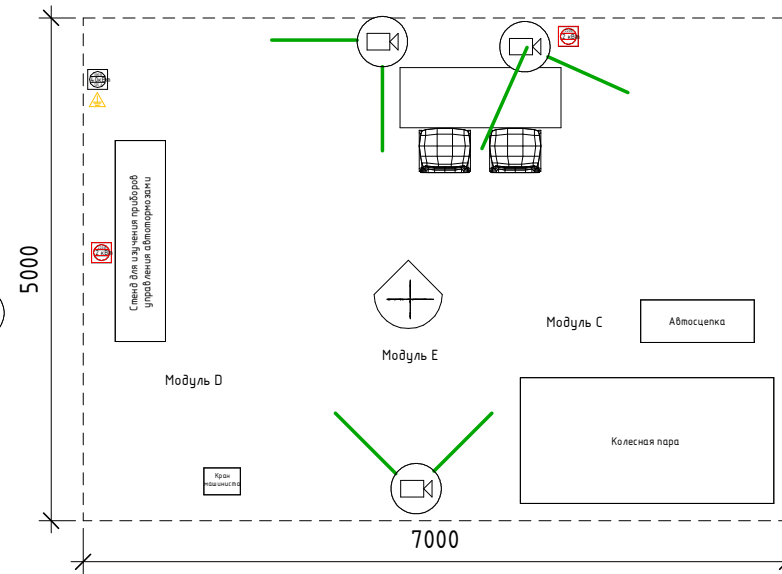 Стенд для изучения приборов
управления автотормозами
5000
Модуль C
Автосцепка
Модуль E
Модуль D
Колесная пара
Кран
машиниста
7000